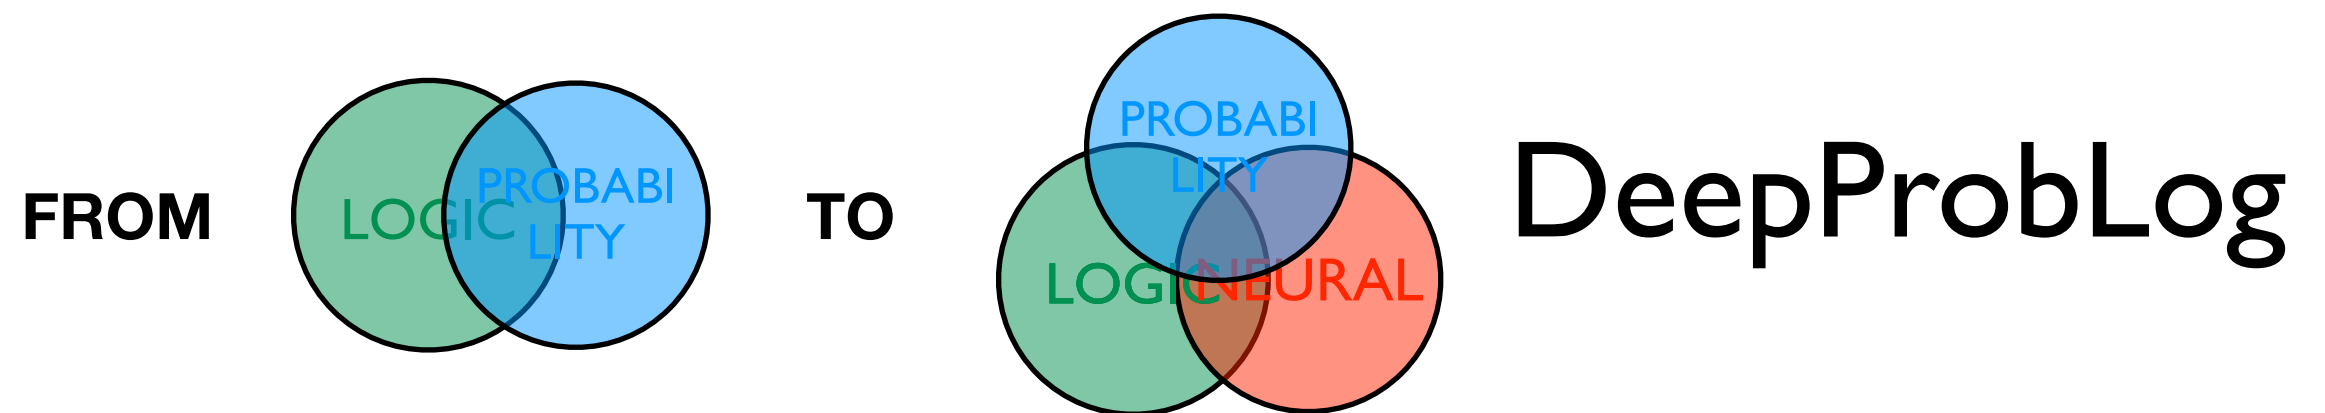 FROM
LOGIC
PROBABI
LITY
TO
PROBABI
LITY
LOGIC
NEURAL
DeepProbLog